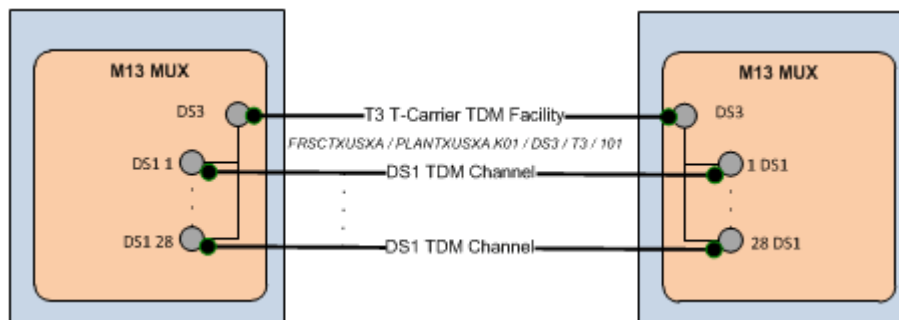 M13 MUX
M13 MUX
DS3
T3 T-Carrier TDM Facility
DS3
FRSCTXUSXA / PLANTXUSXA K01 / DS3 / T3 / 101
DS1 1
DS1 TDM Channel
1 DS1
DS1 28
DS1 TDM Channel
28 DS1